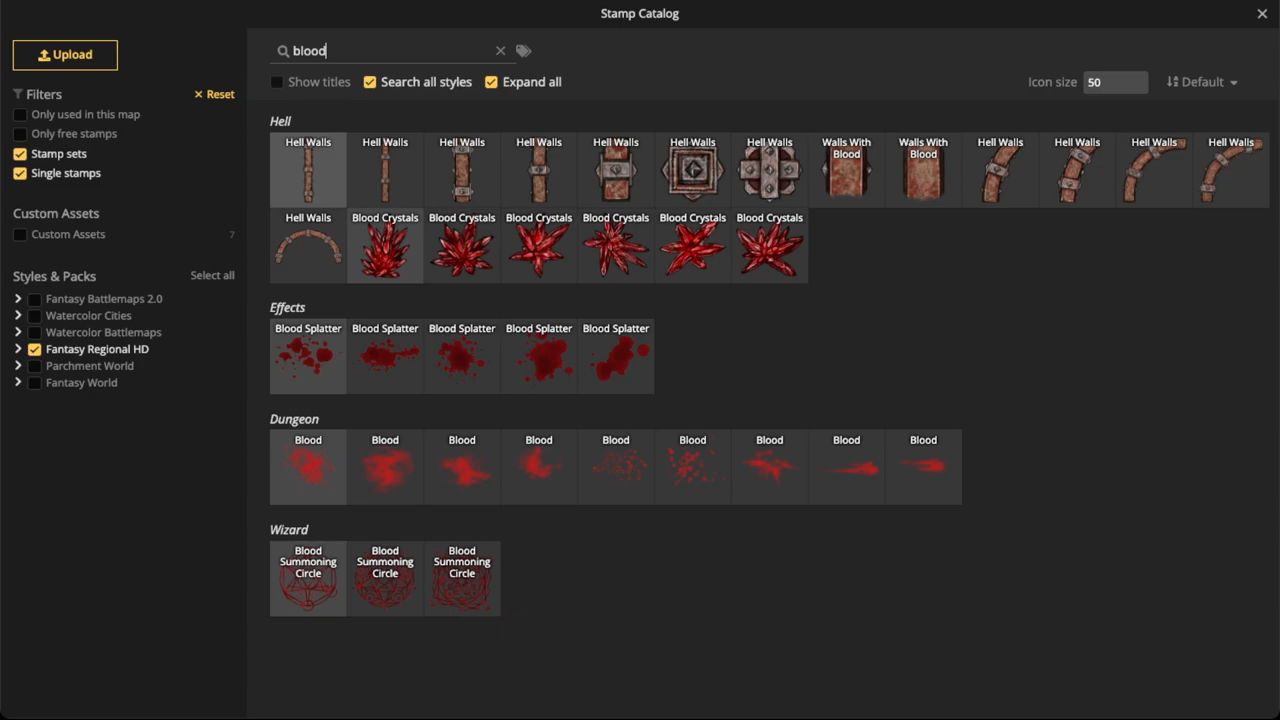 Stamp Catalog
Upload
blood
Show titles
Search all styles
Expand all
Icon size
50
Default
Filters
Reset
Only used in this map
Only free stamps
Stamp sets
Single stamps
Custom Assets
Custom Assets
7
Styles & Packs
Select all
Fantasy Battlemaps 2.0
Watercolor Cities
Watercolor Battlemaps
Fantasy Regional HD
Parchment World
Fantasy World
Hell
Hell Walls
Hell Walls
Hell Walls
Hell Walls
Hell Walls
Hell Walls
Hell Walls
Walls With
Blood
Walls With
Blood
Hell Walls
Hell Walls
Hell Walls
Hell Walls
Hell Walls
Blood Crystals
Blood Crystals
Blood Crystals
Blood Crystals
Blood Crystals
Blood Crystals
Effects
Blood Splatter
Blood Splatter
Blood Splatter
Blood Splatter
Blood Splatter
Dungeon
Blood
Blood
Blood
Blood
Blood
Blood
Blood
Blood
Blood
Wizard
Blood
Summoning
Circle
Blood
Summoning
Circle
Blood
Summoning
Circle